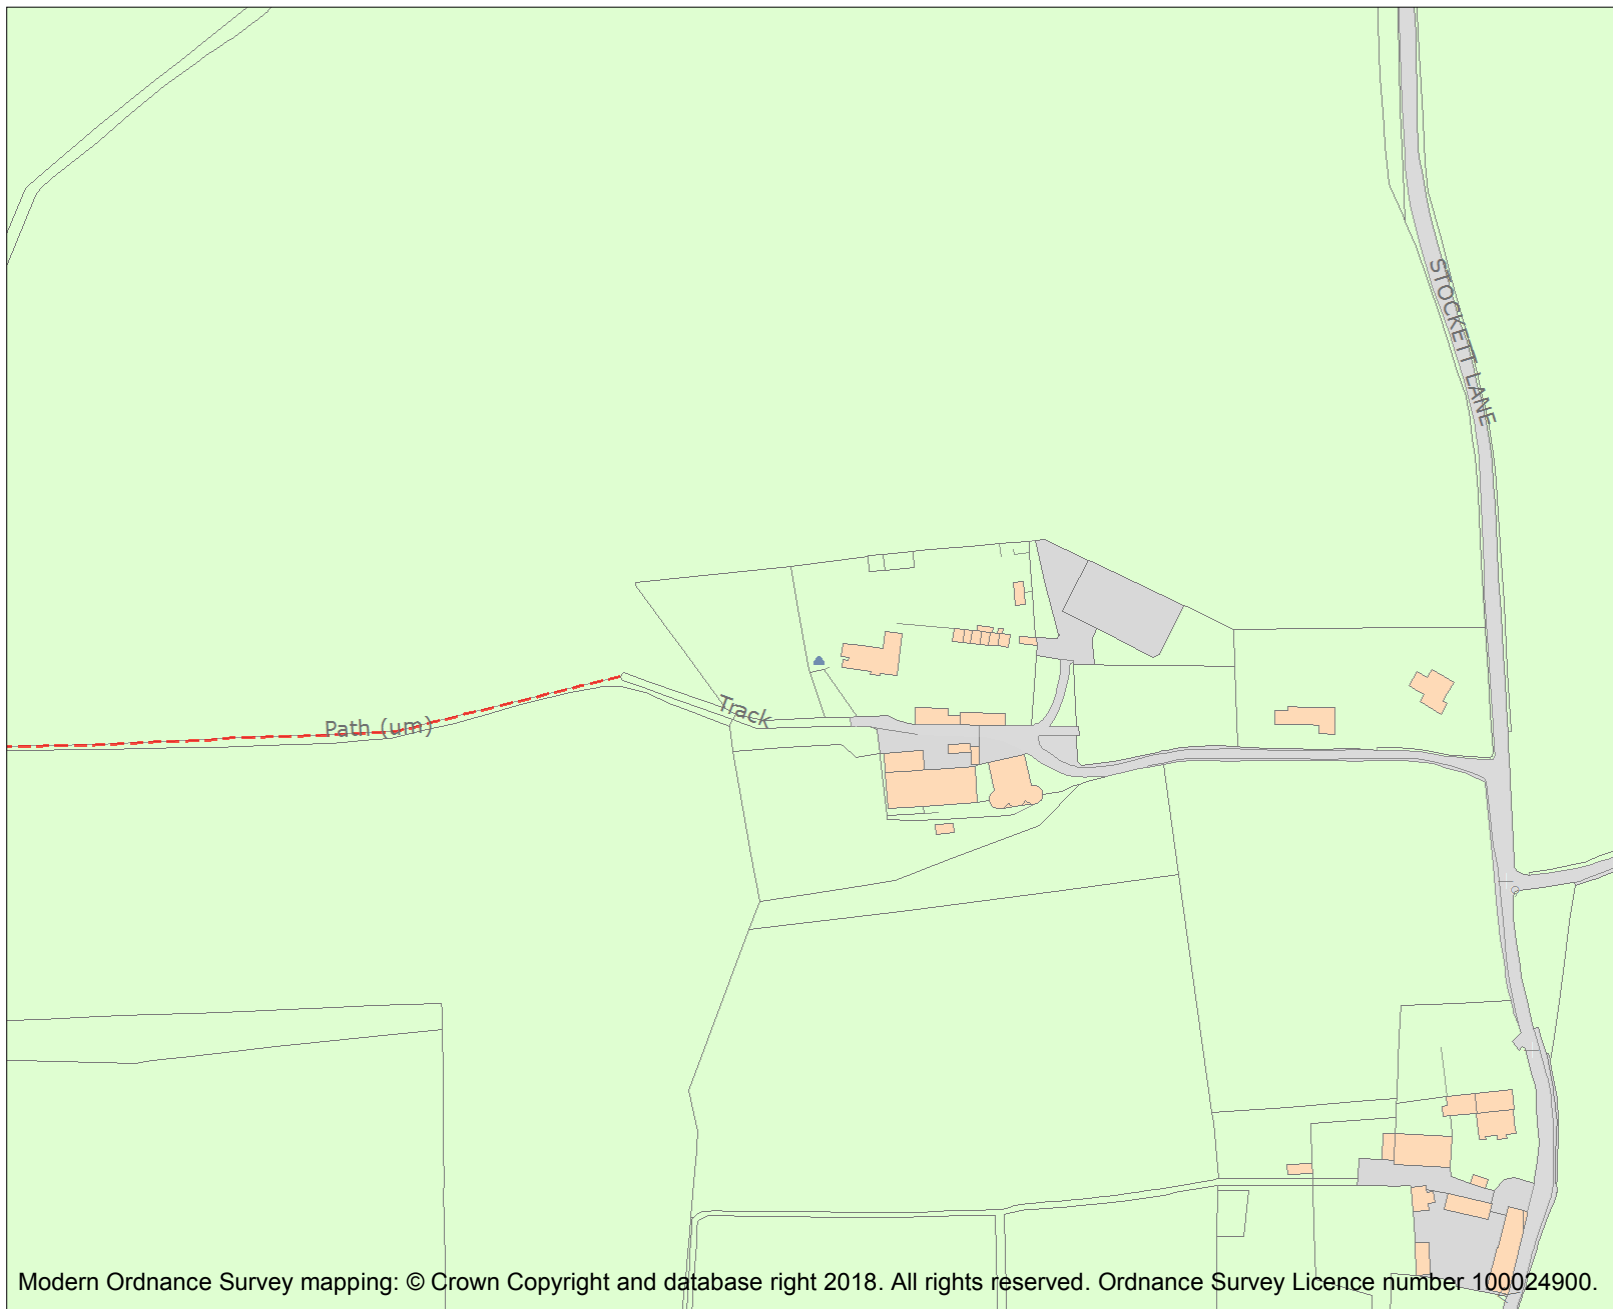 STOCKETT LANE
Track
Path (um)
Modern Ordnance Survey mapping: © Crown Copyright and database right 2018. All rights reserved. Ordnance Survey Licence number 100024900.